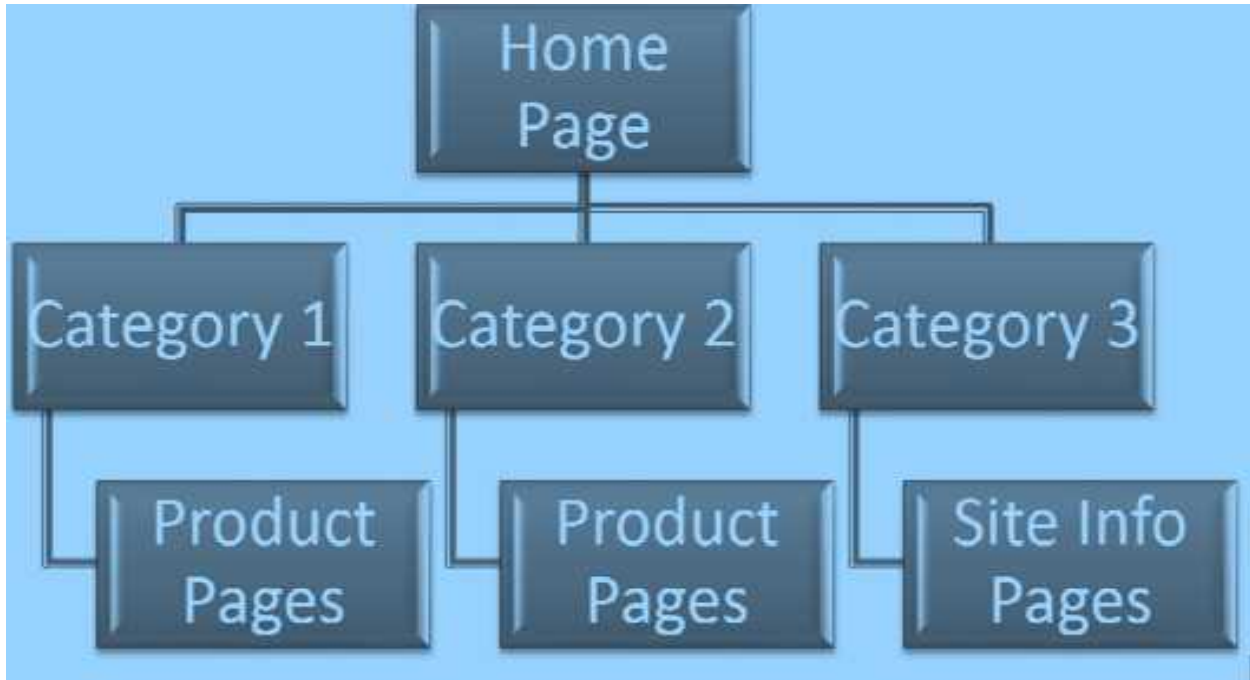 Home
Page
Category 1
Category 2
Category 3
Product
Pages
Product
Pages
Site Info
Pages